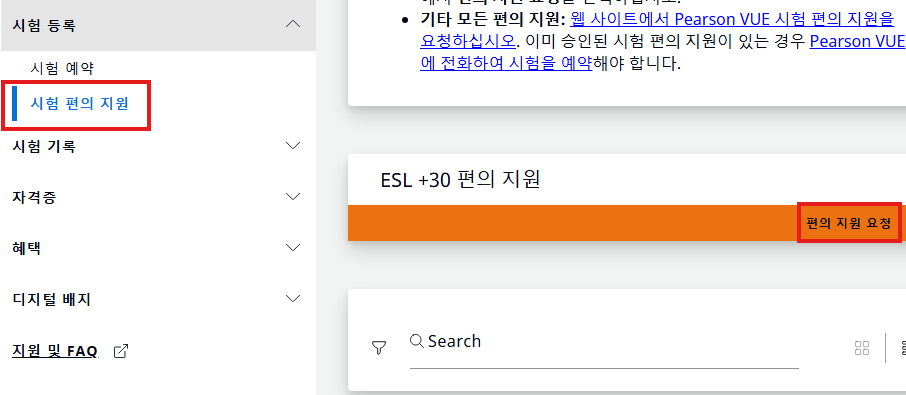 시험 등록
시험 예약
시험 편의 지원
시험 기록
자격증
혜택
디지털 배지
지원 및 FAQ
기타 모든 편의 지원: 웹 사이트에서 Pearson VUE 시험 편의 지원을
요청하십시오. 이미 승인된 시험 편의 지원이 있는 경우 Pearson VUE
에 전화하여 시험을 예약해야 합니다.
ESL +30 편의 지원
편의 지원 요청
Search